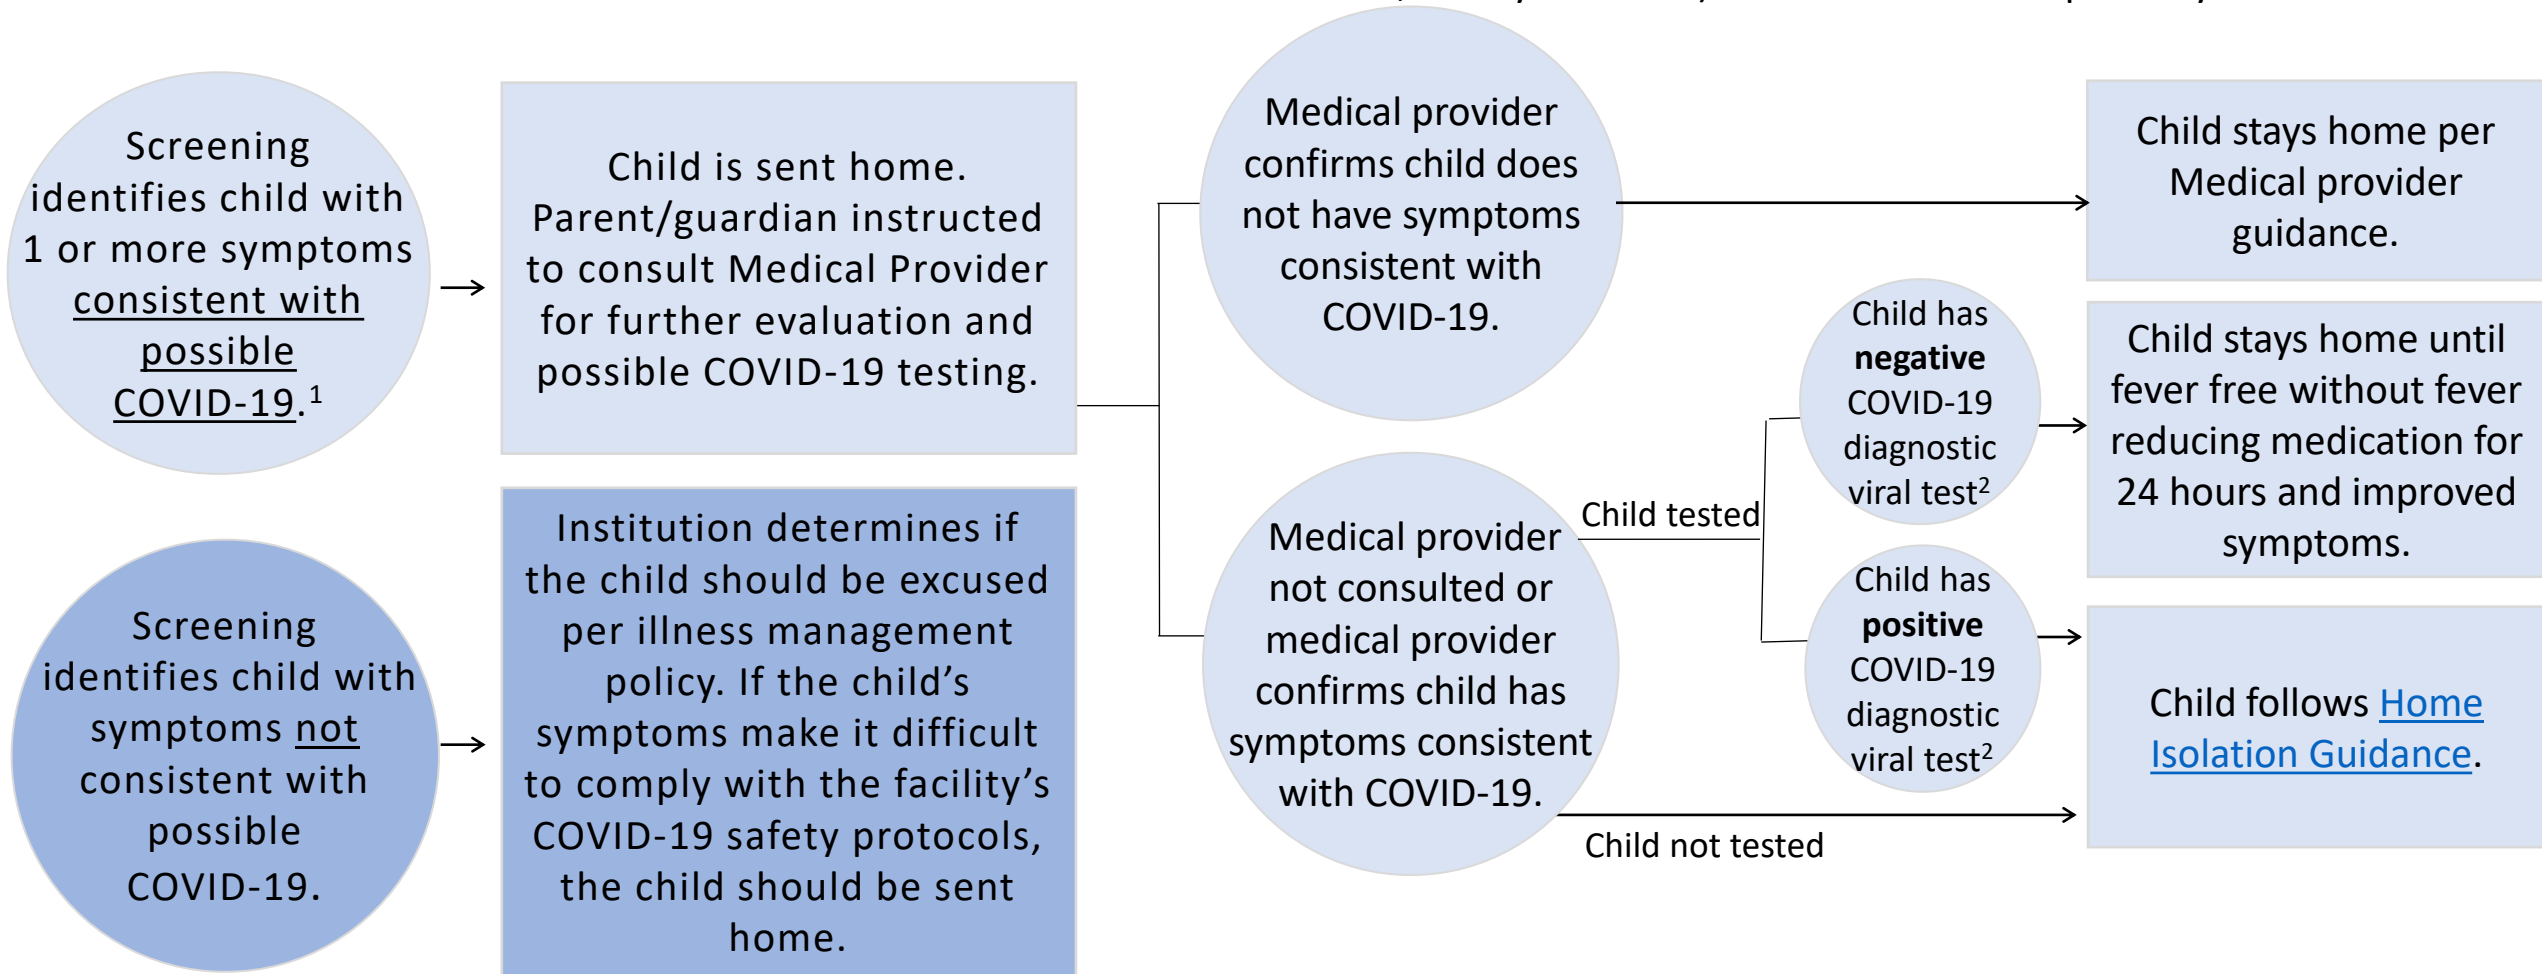 Screening
identifies child with
1 or more symptoms
consistent with
possible
COVID-19.1
Child is sent home.
Parent/guardian instructed
to consult Medical Provider
for further evaluation and
possible COVID-19 testing.
Medical provider
confirms child does
not have symptoms
consistent with
COVID-19.
Child stays home per
Medical provider
guidance.
Child has
negative
COVID-19
diagnostic
viral test2
Child stays home until
fever free without fever
reducing medication for
24 hours and improved
symptoms.
Screening
identifies child with
symptoms not
consistent with
possible
COVID-19.
Institution determines if
the child should be excused
per illness management
policy. If the child’s
symptoms make it difficult
to comply with the facility’s
COVID-19 safety protocols,
the child should be sent
home.
Medical provider
not consulted or
medical provider
confirms child has
symptoms consistent
with COVID-19.
Child tested
Child has
positive
COVID-19
diagnostic
viral test2
Child not tested
Child follows Home
Isolation Guidance.